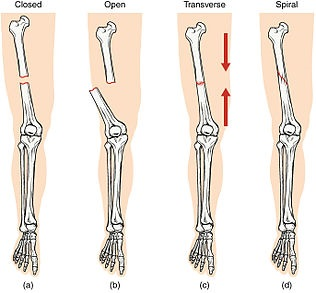 Closed Open Transverse Spiral
(a) (b) (c) (d)